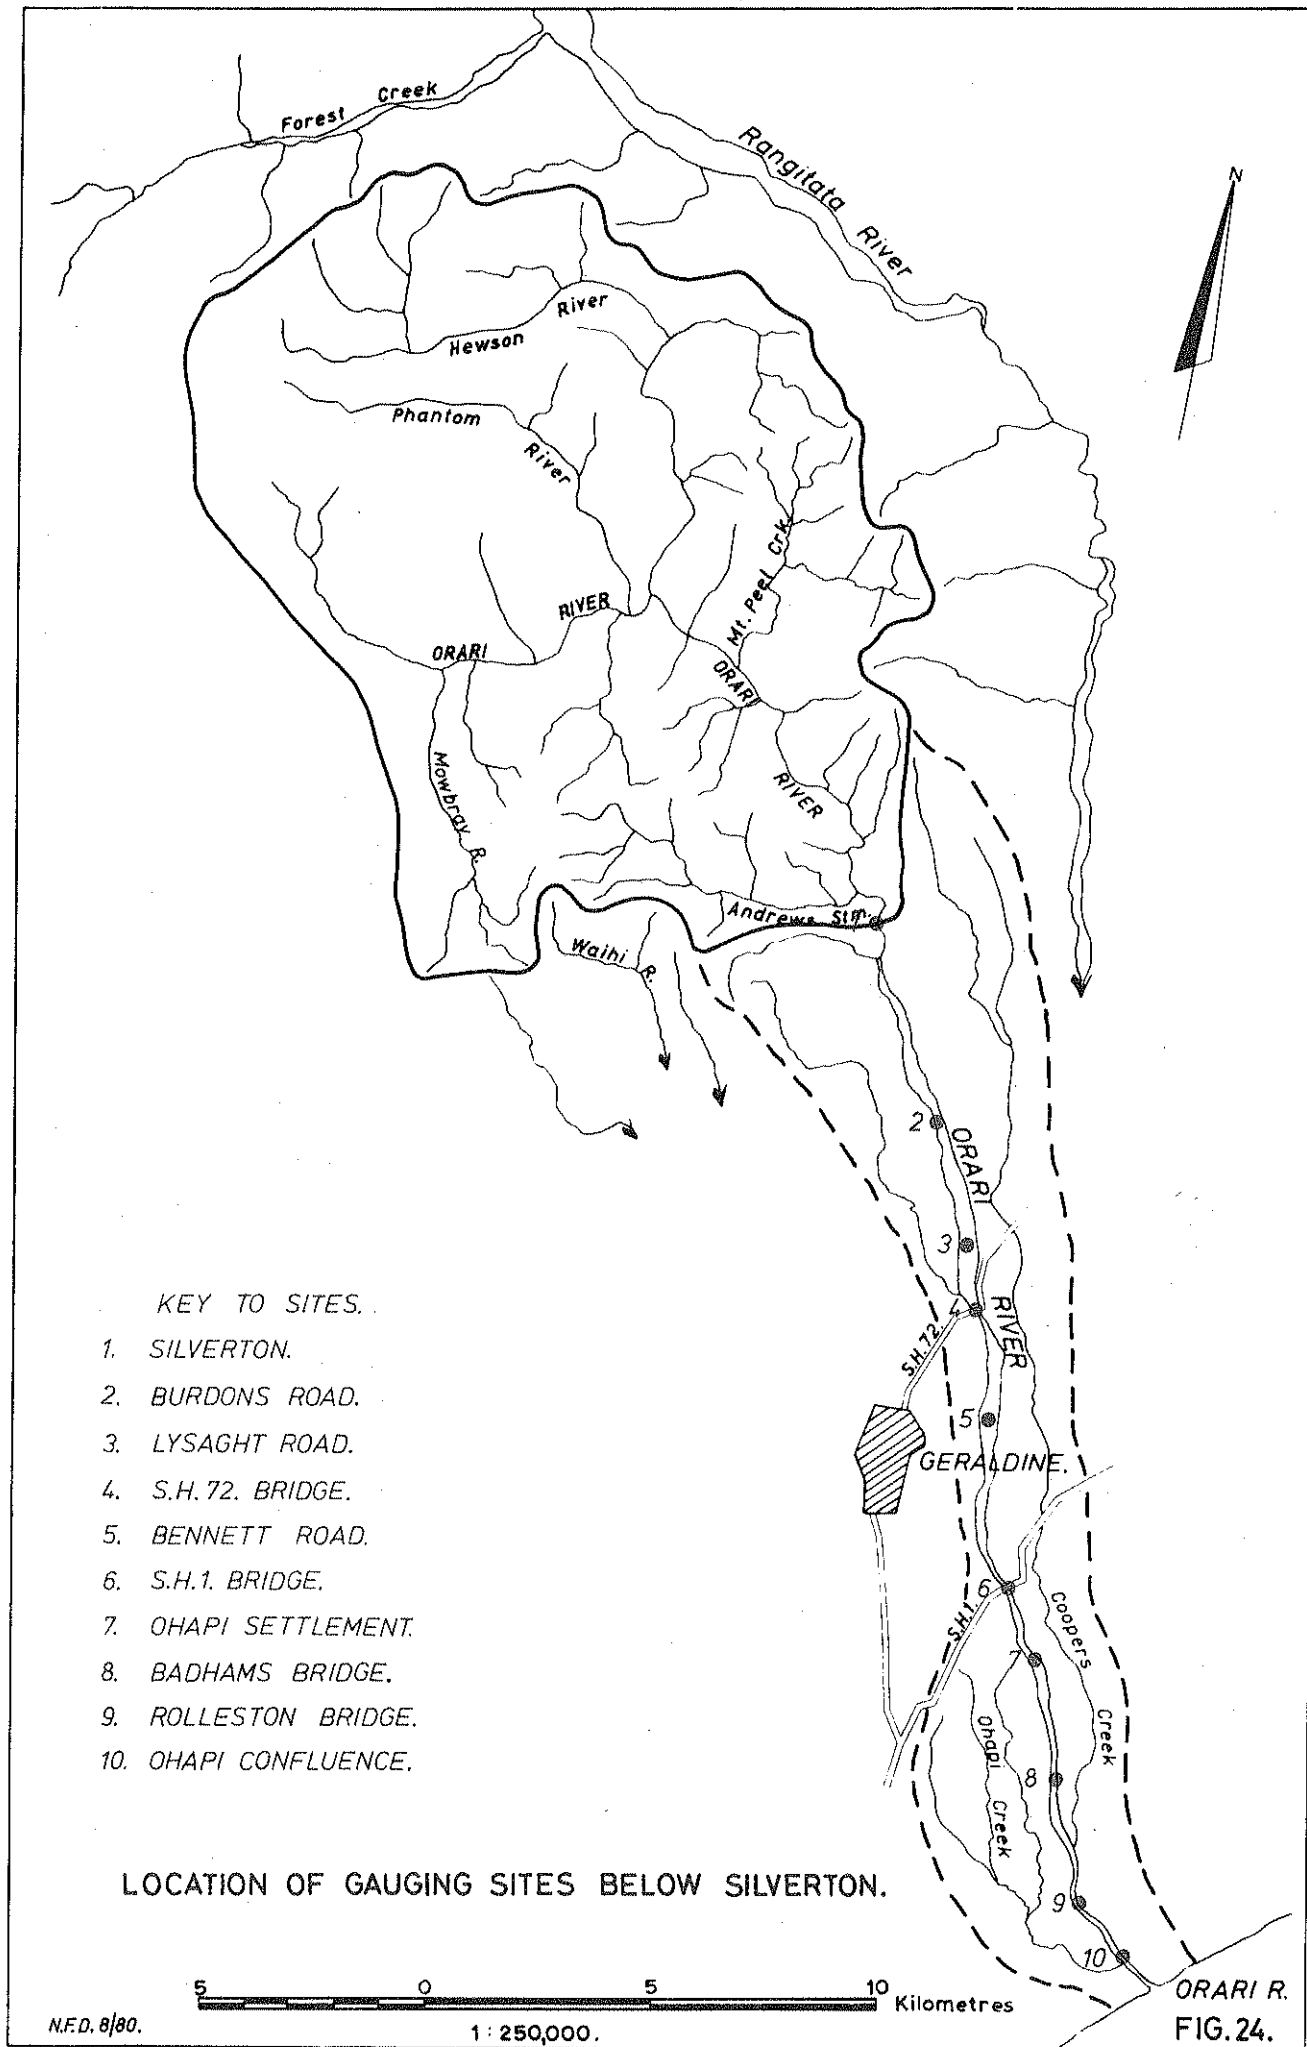 Forest Creek
Rangitata River
N
Hewson River
Phantom River
Mt. Peel Crk.
ORARI RIVER
ORARI RIVER
Mowbray R.
Andrews Stm.
Waihi R.
2
ORARI RIVER
3
4
S.H.72.
5
GERALDINE.
6
S.H.1.
Coopers Creek
7
Ohapi Creek
8
9
10
KEY TO SITES.
1. SILVERTON.
2. BURDONS ROAD.
3. LYSAGHT ROAD.
4. S.H. 72. BRIDGE.
5. BENNETT ROAD.
6. S.H.1. BRIDGE.
7. OHAPI SETTLEMENT.
8. BADHAMS BRIDGE.
9. ROLLESTON BRIDGE.
10. OHAPI CONFLUENCE.
LOCATION OF GAUGING SITES BELOW SILVERTON.
5 0 5 10 Kilometres
1 : 250,000.
N.F.D. 8/80.
ORARI R.
FIG. 24.